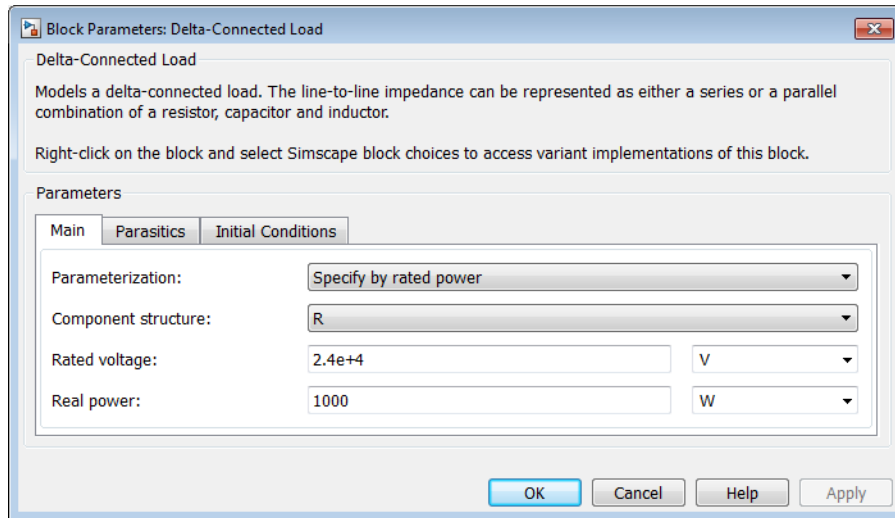 Block Parameters: Delta-Connected Load
Delta-Connected Load
Models a delta-connected load. The line-to-line impedance can be represented as either a series or a parallel
combination of a resistor, capacitor and inductor.
Right-click on the block and select Simscape block choices to access variant implementations of this block.
Parameters
Main Parasitics Initial Conditions
Parameterization: Specify by rated power
Component structure: R
Rated voltage: 2.4e+4 V
Real power: 1000 W
OK Cancel Help Apply